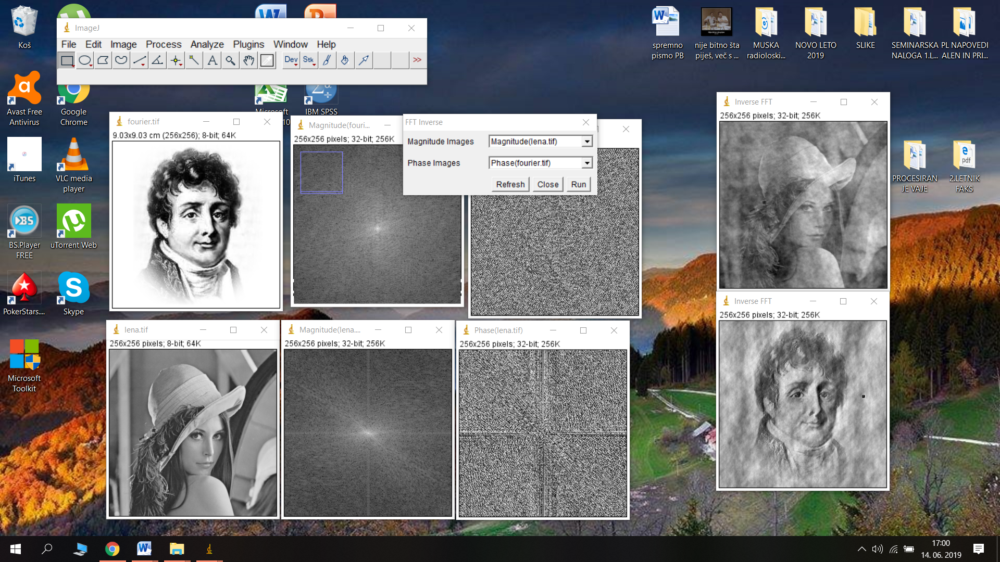 Koš
ImageJ
File Edit Image Process Analyze Plugins Window Help
Dev Stk >>
spremno
pismo PB
nije bitno šta
piješ, več s ...
MUSKA
radioloski...
NOVO LETO
2019
SLIKE
SEMINARSKA
NALOGA 1.L...
PL NAPOVEDI
ALEN IN PRI...
Avast Free
Antivirus
Google
Chrome
Microsoft
10
IBM SPSS
iTunes
VLC media
player
BS.Player
FREE
uTorrent Web
PokerStars....
Skype
Microsoft
Toolkit
PROCESIRAN
JE VAJE
2.LETNIK
FAKS
pdf
fourier.tif
9.03x9.03 cm (256x256); 8-bit; 64K
Magnitude(fouri...
256x256 pixels; 32-bit; 256K
FFT Inverse
Magnitude Images Magnitude(lena.tif)
Phase Images Phase(fourier.tif)
Refresh Close Run
Inverse FFT
256x256 pixels; 32-bit; 256K
Inverse FFT
256x256 pixels; 32-bit; 256K
lena.tif
256x256 pixels; 8-bit; 64K
Magnitude(lena....
256x256 pixels; 32-bit; 256K
Phase(lena.tif)
256x256 pixels; 32-bit; 256K
17:00
14. 06. 2019